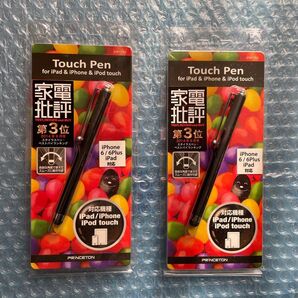 Touch Pen
for iPad & iPhone & iPod touch
家電
批評
第3位
iPhone
6/6Plus
iPad
対応
対応機種
iPad/iPhone
iPod touch
PRINCETON
Touch Pen
for iPad & iPhone & iPod touch
家電
批評
第3位
iPhone
6/6Plus
iPad
対応
対応機種
iPad/iPhone
iPod touch
PRINCETON